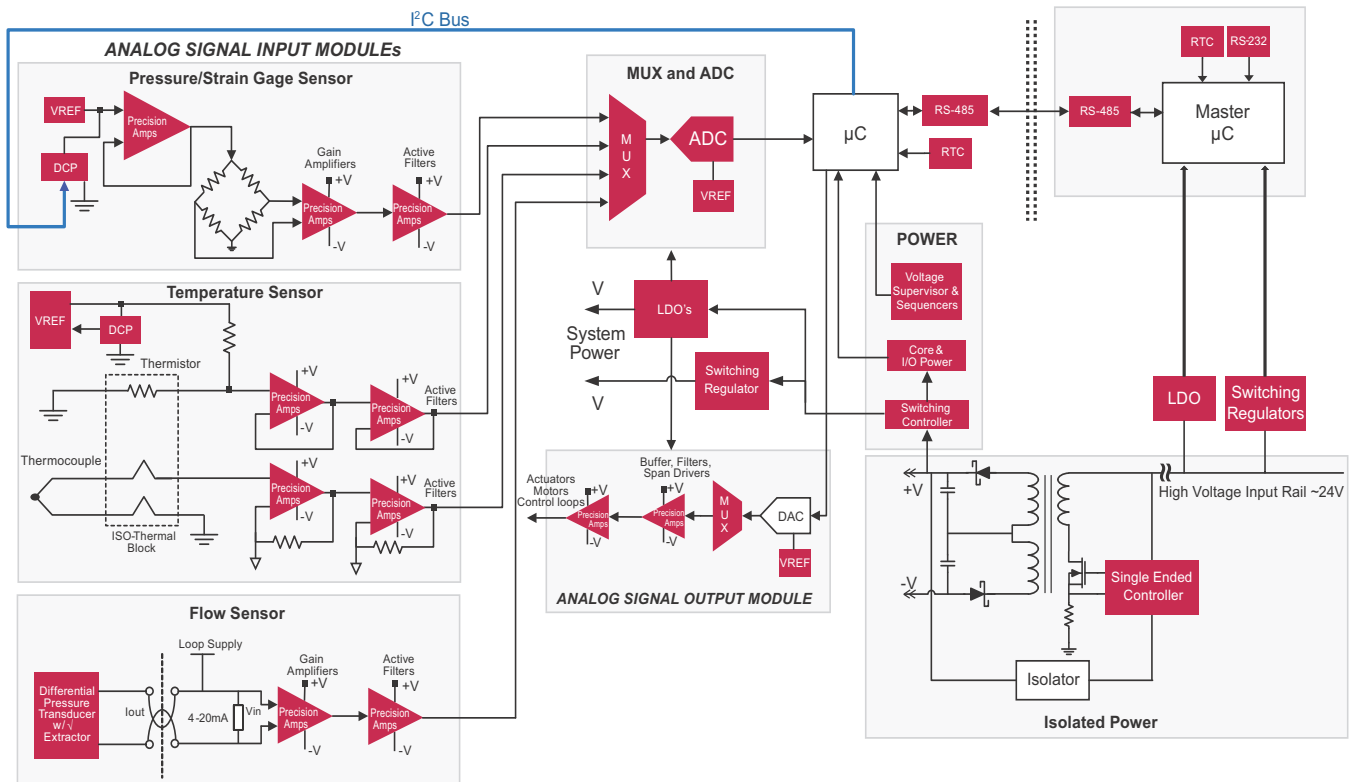 I²C Bus
ANALOG SIGNAL INPUT MODULEs
Pressure/Strain Gage Sensor
VREF
Precision
Amps
DCP
Gain
Amplifiers
+V
Precision
Amps
-V
Active
Filters
+V
Precision
Amps
-V
Temperature Sensor
VREF
DCP
Thermistor
+V
Precision
Amps
-V
+V
Precision
Amps
-V
Active
Filters
Thermocouple
ISO-Thermal
Block
+V
Precision
Amps
-V
+V
Precision
Amps
-V
Active
Filters
Flow Sensor
Loop Supply
Differential
Pressure
Transducer
w/√
Extractor
Iout
4-20mA
Vin
Gain
Amplifiers
+V
Precision
Amps
-V
Active
Filters
+V
Precision
Amps
-V
MUX and ADC
MUX
ADC
VREF
µC
RS-485
RTC
RS-485
RTC
RS-232
Master
µC
V
LDO's
System
Power
Switching
Regulator
V
POWER
Voltage
Supervisor &
Sequencers
Core &
I/O Power
Switching
Controller
LDO
Switching
Regulators
Buffer, Filters,
Span Drivers
Actuators
Motors
Control loops
+V
Precision
Amps
-V
+V
Precision
Amps
-V
MUX
DAC
VREF
ANALOG SIGNAL OUTPUT MODULE
+V
-V
High Voltage Input Rail ~24V
Single Ended
Controller
Isolator
Isolated Power